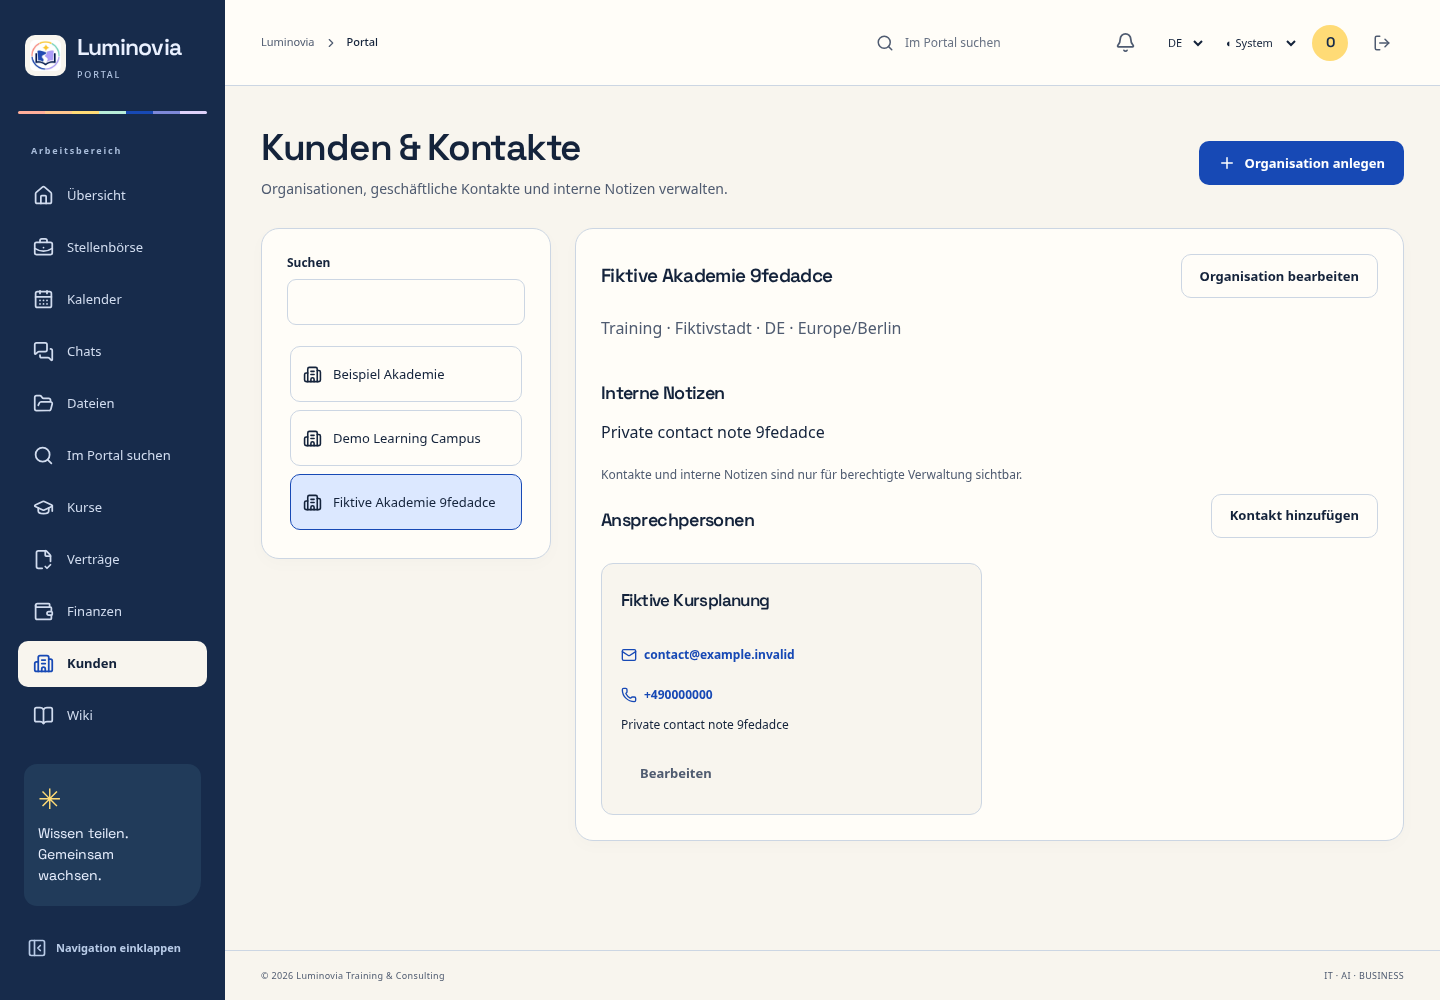 Luminovia
PORTAL
Arbeitsbereich
Übersicht
Stellenbörse
Kalender
Chats
Dateien
Im Portal suchen
Kurse
Verträge
Finanzen
Kunden
Wiki
Wissen teilen.
Gemeinsam
wachsen.
Navigation einklappen
Luminovia
Portal
Im Portal suchen
DE
System
O
Kunden & Kontakte
Organisationen, geschäftliche Kontakte und interne Notizen verwalten.
Organisation anlegen
Suchen
Beispiel Akademie
Demo Learning Campus
Fiktive Akademie 9fedadce
Fiktive Akademie 9fedadce
Organisation bearbeiten
Training · Fiktivstadt · DE · Europe/Berlin
Interne Notizen
Private contact note 9fedadce
Kontakte und interne Notizen sind nur für berechtigte Verwaltung sichtbar.
Ansprechpersonen
Kontakt hinzufügen
Fiktive Kursplanung
contact@example.invalid
+490000000
Private contact note 9fedadce
Bearbeiten
© 2026 Luminovia Training & Consulting
IT · AI · BUSINESS